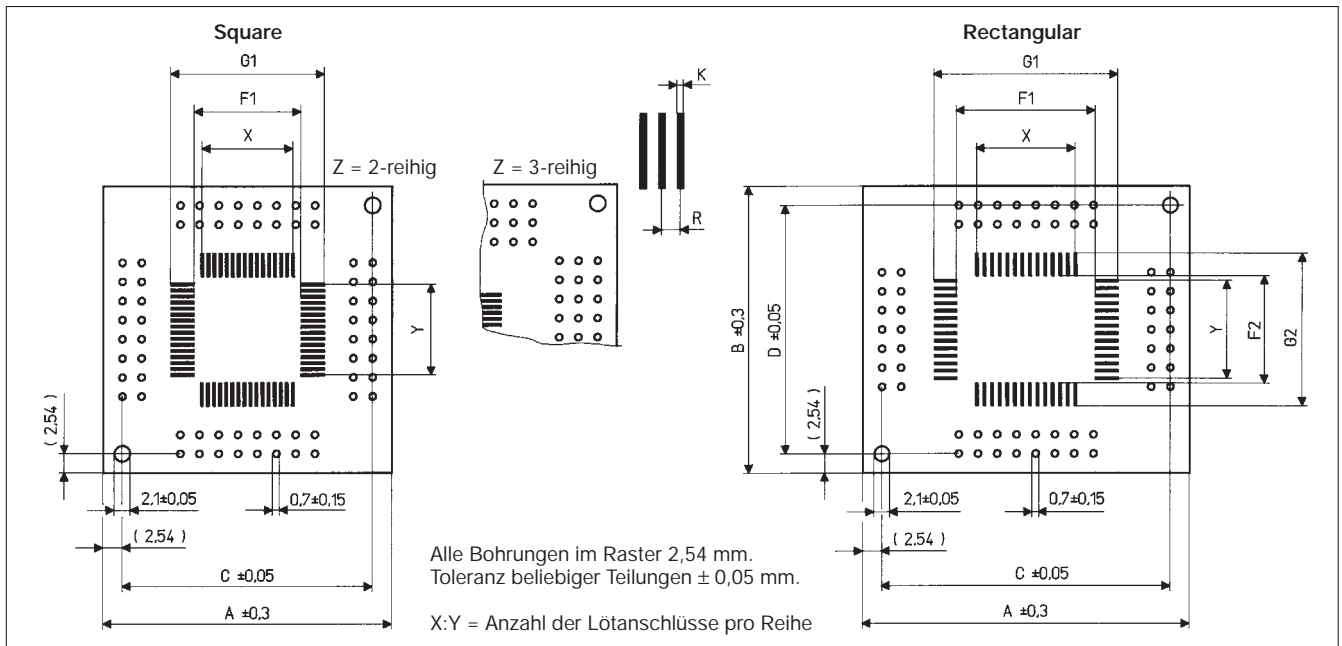 Square
G1
F1
X
Z = 2-reihig
Y
( 2,54 )
2,1±0,05
0,7±0,15
( 2,54 )
C ±0,05
A ±0,3
Z = 3-reihig
K
R
Alle Bohrungen im Raster 2,54 mm.
Toleranz beliebiger Teilungen ± 0,05 mm.
X:Y = Anzahl der Lötanschlüsse pro Reihe
Rectangular
G1
F1
X
B ±0,3
D ±0,05
Y
F2
G2
( 2,54 )
2,1±0,05
0,7±0,15
( 2,54 )
C ±0,05
A ±0,3